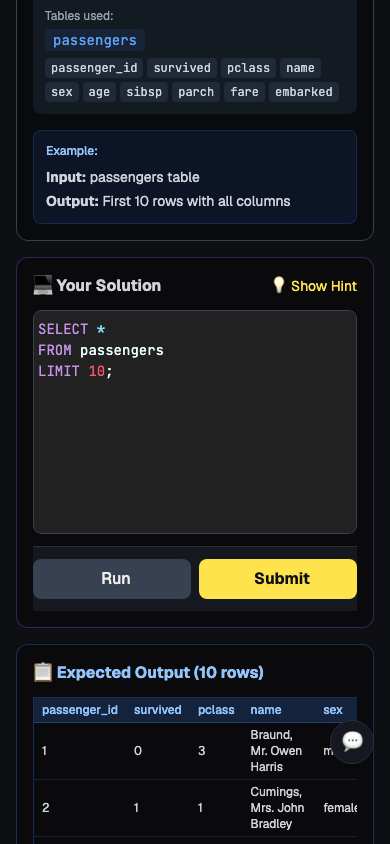 Tables used:
passengers
passenger_id survived pclass name
sex age sibsp parch fare embarked
Example:
Input: passengers table
Output: First 10 rows with all columns
Your Solution
Show Hint
SELECT *
FROM passengers
LIMIT 10;
Run Submit
Expected Output (10 rows)
passenger_id survived pclass name sex
1 0 3 Braund, Mr. Owen Harris
2 1 1 Cumings, Mrs. John Bradley female